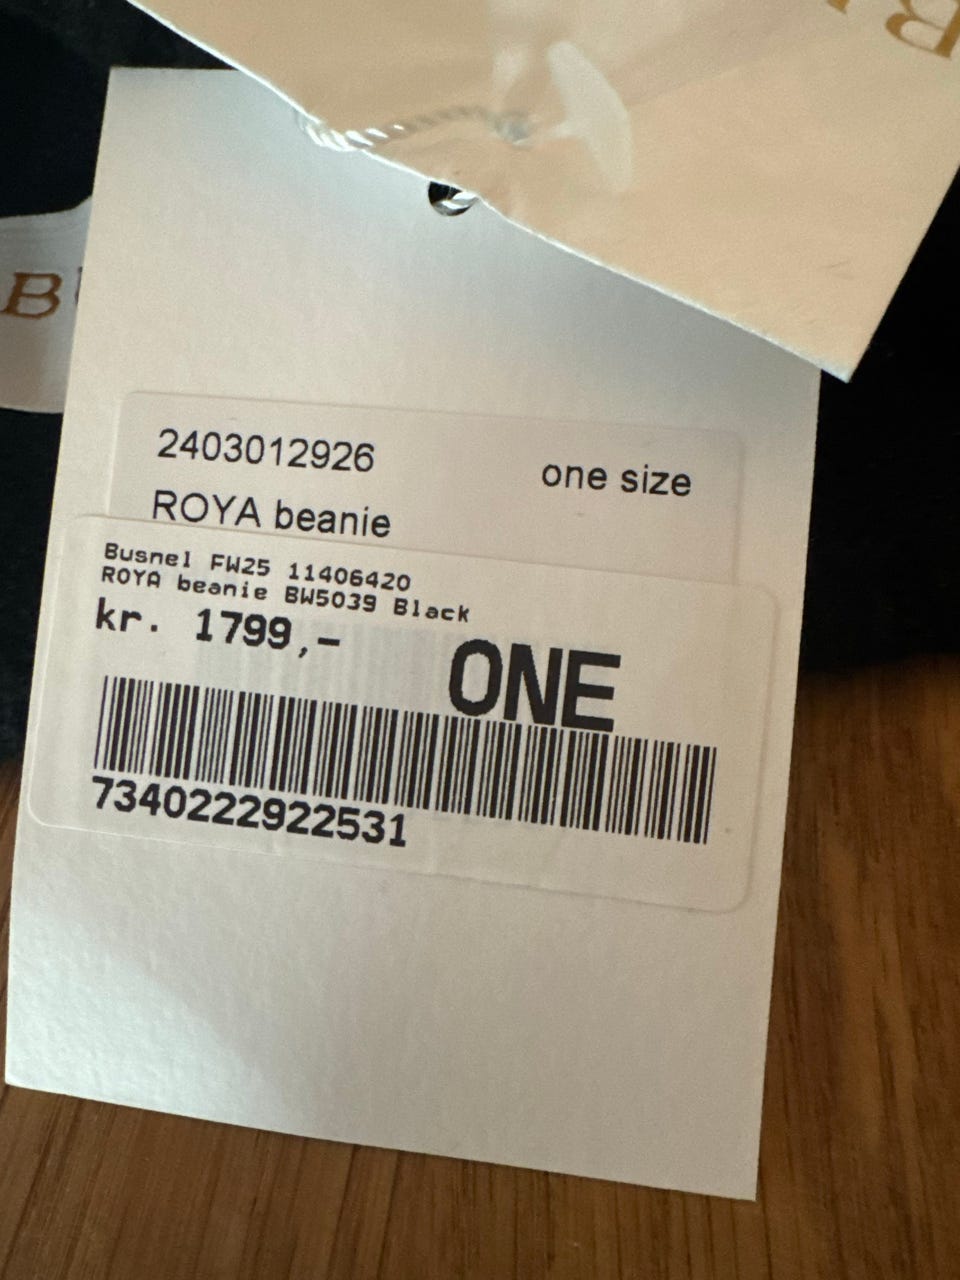 2403012926
one size
ROYA beanie
Busnel FW25 11406420
ROYA beanie BW5039 Black
kr. 1799,-
ONE
7340222922531